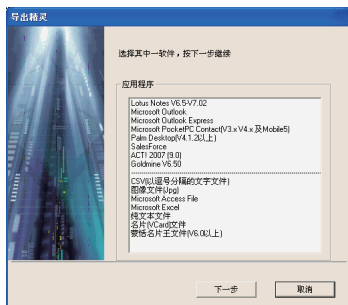 导出精灵
选择其中一软件，按下一步继续
应用程序
Lotus Notes V6.5-V7.02
Microsoft Outlook
Microsoft Outlook Express
Microsoft PocketPC Contact(V3.x V4.x 及Mobile5)
Palm Desktop(V4.1.2以上)
SalesForce
ACT! 2007 (9.0)
Goldmine V6.50
CSV(以逗号分隔的文字文件)
图像文件(Jpg)
Microsoft Access File
Microsoft Excel
纯文本文件
名片(VCard)文件
蒙恬名片王文件(V6.0以上)
下一步
取消